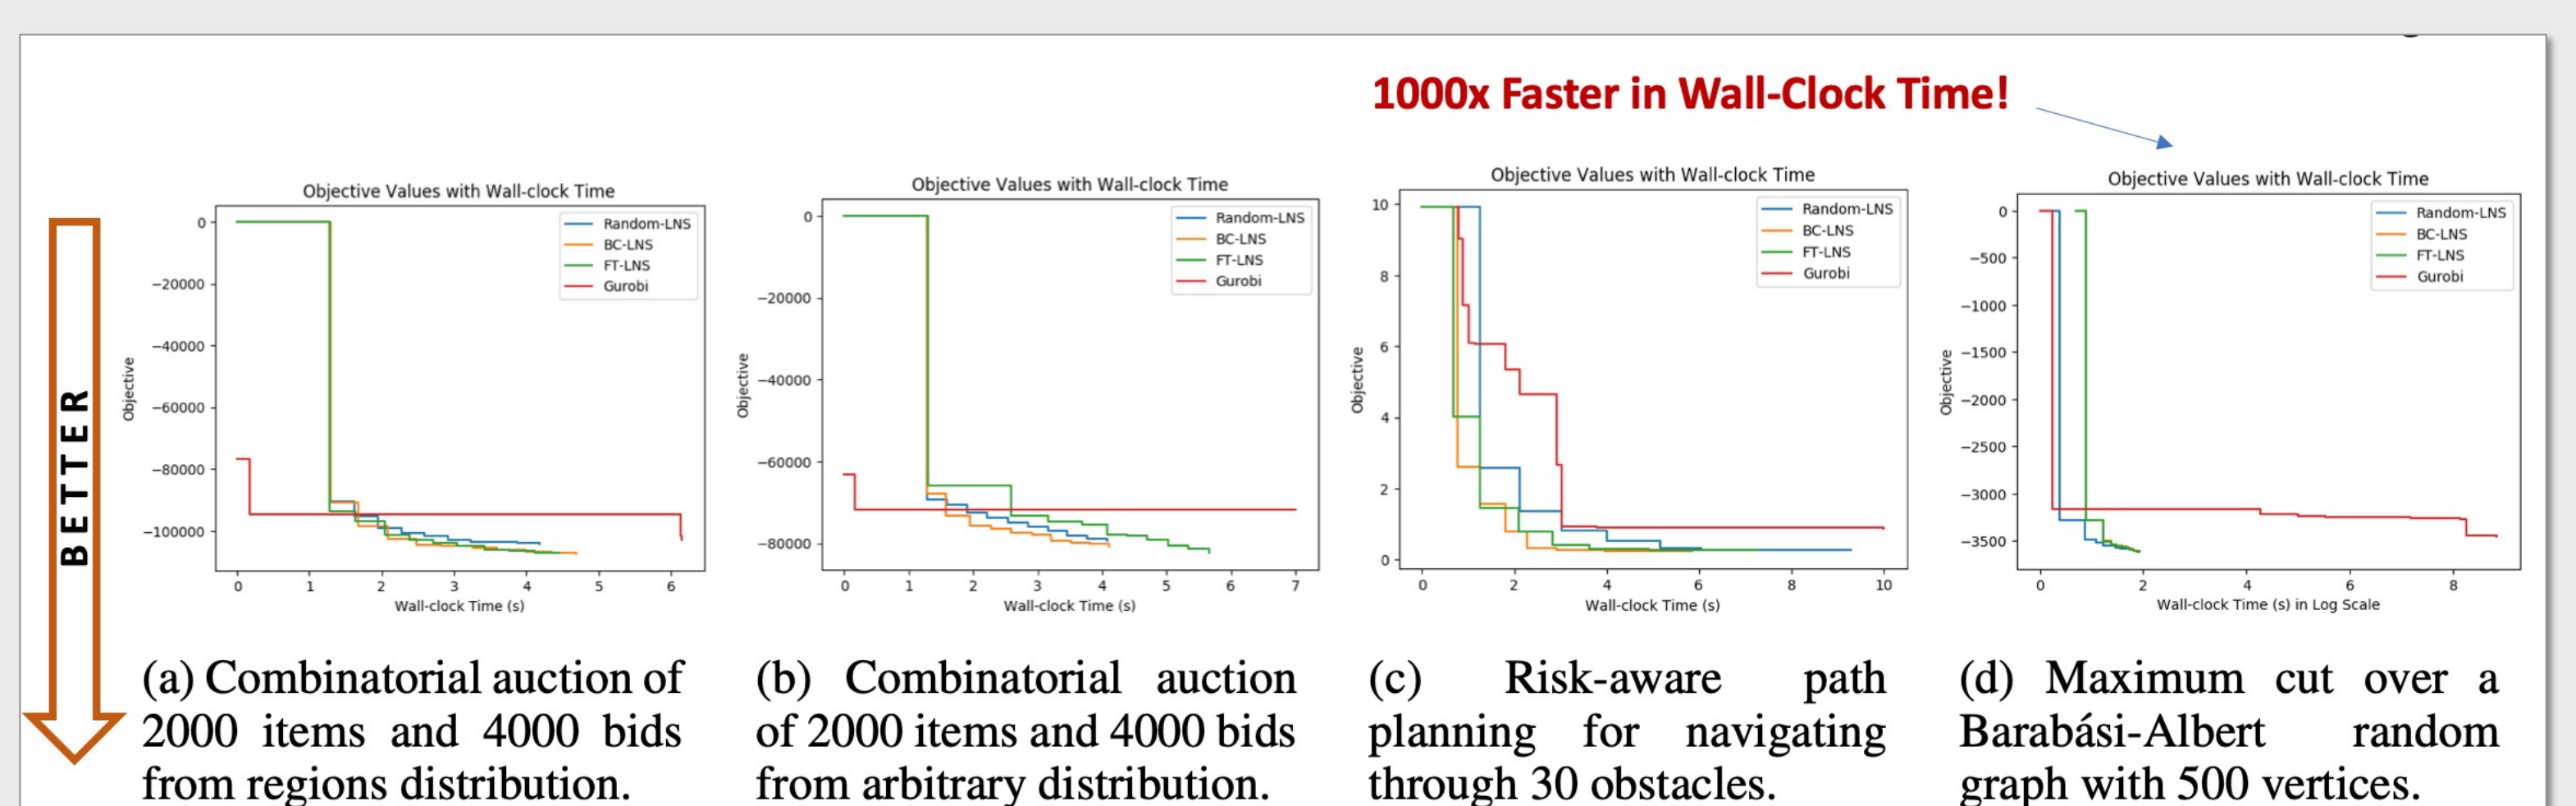 1000x Faster in Wall-Clock Time!
BETTER
Objective Values with Wall-clock Time
Random-LNS
BC-LNS
FT-LNS
Gurobi
0
−20000
−40000
−60000
−80000
−100000
Objective
0 1 2 3 4 5 6
Wall-clock Time (s)
(a) Combinatorial auction of
2000 items and 4000 bids
from regions distribution.
Objective Values with Wall-clock Time
Random-LNS
BC-LNS
FT-LNS
Gurobi
0
−20000
−40000
−60000
−80000
Objective
0 1 2 3 4 5 6 7
Wall-clock Time (s)
(b) Combinatorial auction
of 2000 items and 4000 bids
from arbitrary distribution.
Objective Values with Wall-clock Time
Random-LNS
BC-LNS
FT-LNS
Gurobi
10
8
6
4
2
0
Objective
0 2 4 6 8 10
Wall-clock Time (s)
(c) Risk-aware path
planning for navigating
through 30 obstacles.
Objective Values with Wall-clock Time
Random-LNS
BC-LNS
FT-LNS
Gurobi
0
−500
−1000
−1500
−2000
−2500
−3000
−3500
Objective
0 2 4 6 8
Wall-clock Time (s) in Log Scale
(d) Maximum cut over a
Barabási-Albert random
graph with 500 vertices.